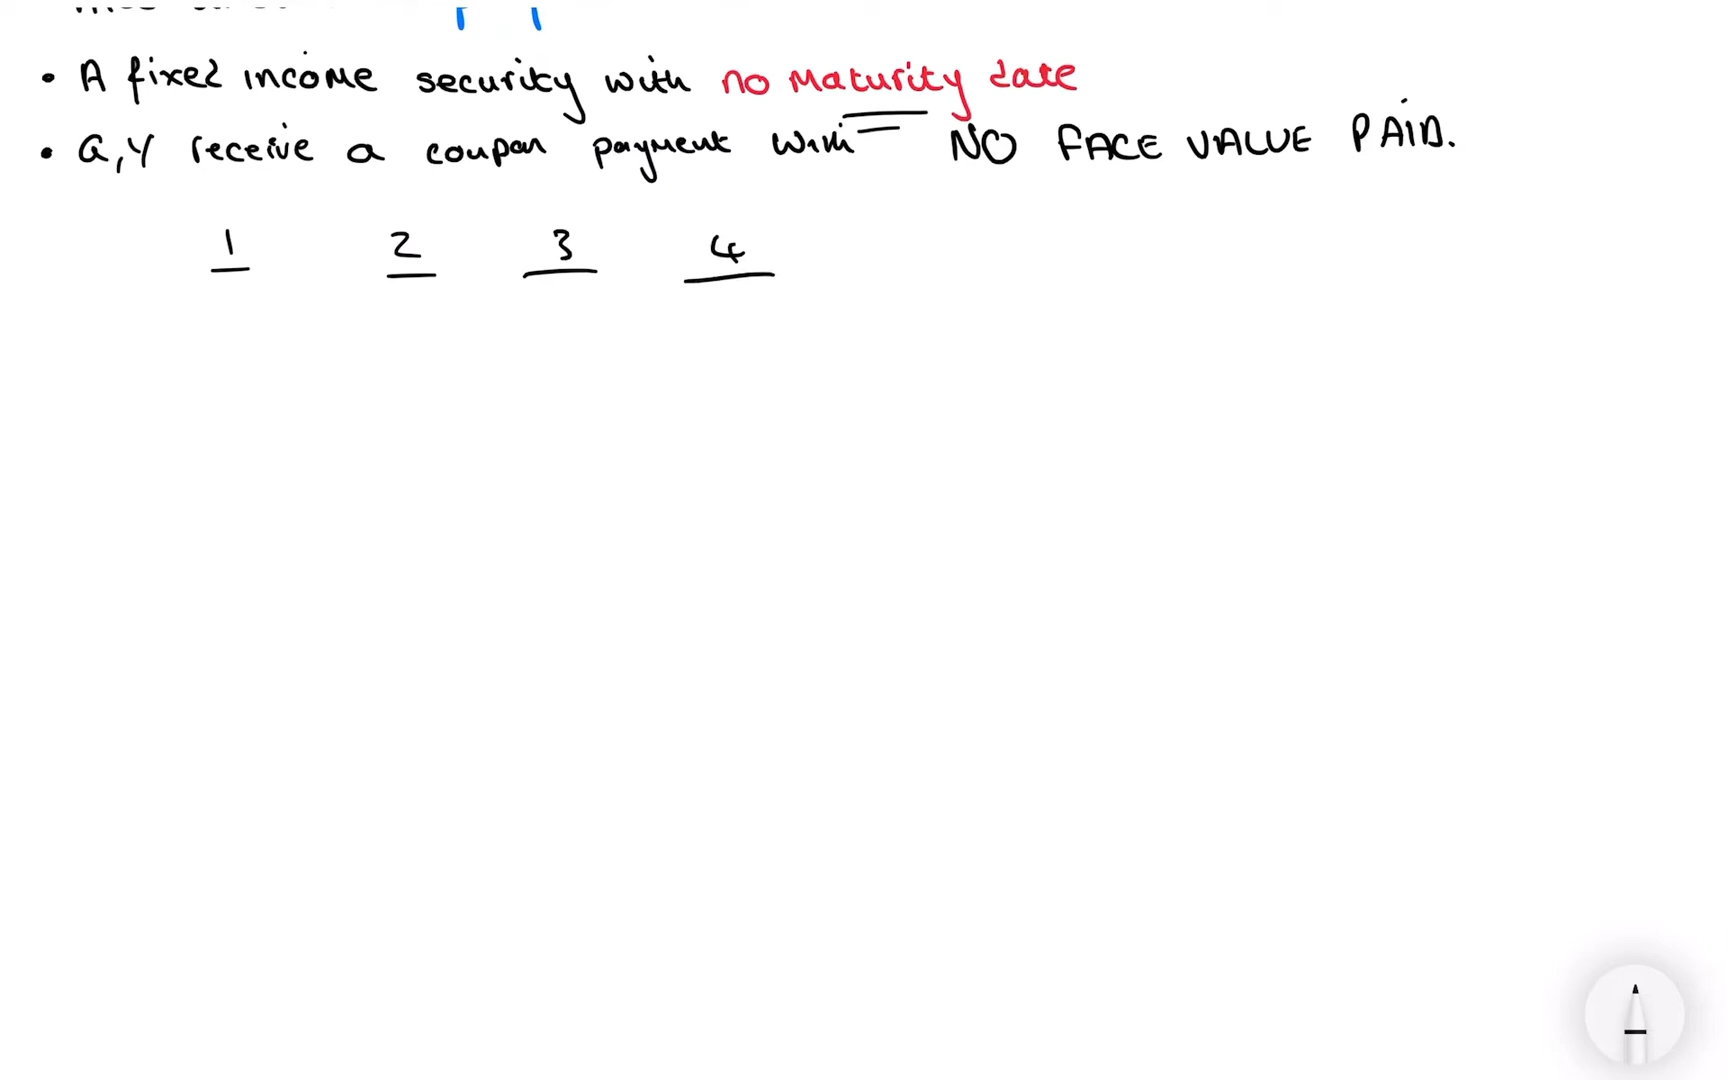 • A fixed income security with no maturity date
• Q, Y receive a coupon payment with NO FACE VALUE PAID.
1 2 3 4